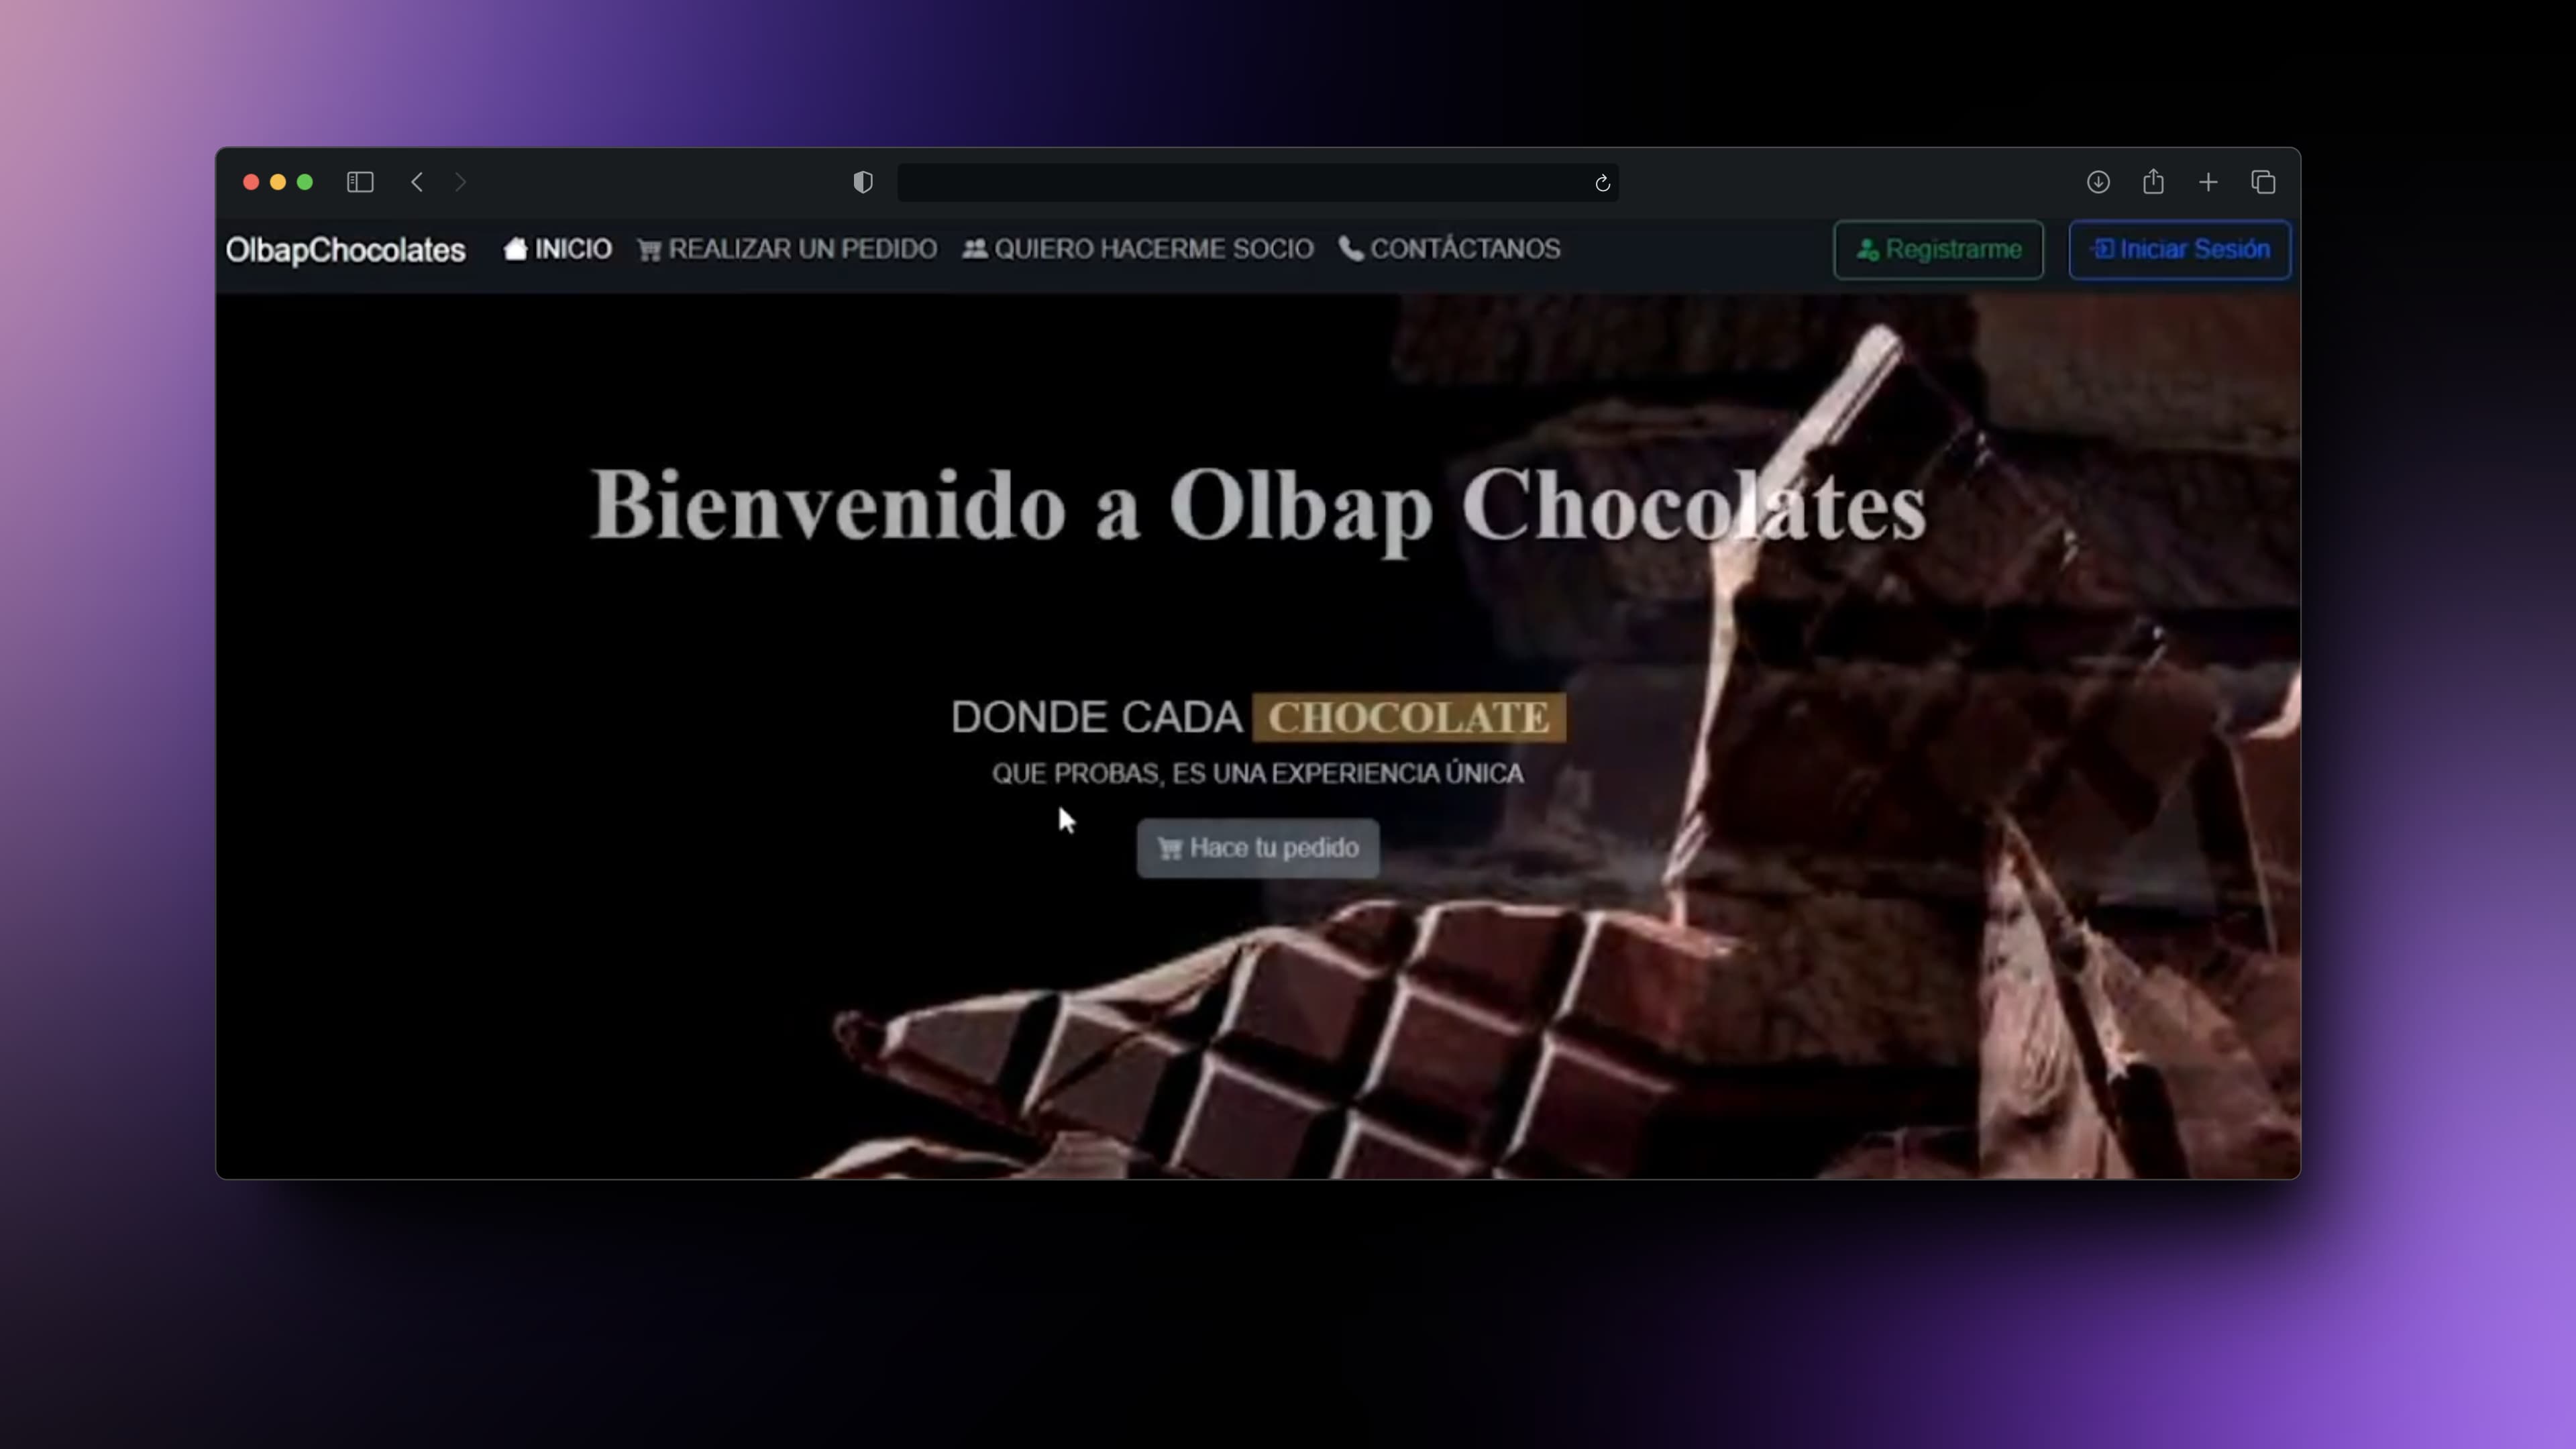 OlbapChocolates INICIO REALIZAR UN PEDIDO QUIERO HACERME SOCIO CONTÁCTANOS Registrarme Iniciar Sesión
Bienvenido a Olbap Chocolates
DONDE CADA CHOCOLATE
QUE PROBAS, ES UNA EXPERIENCIA ÚNICA
Hace tu pedido